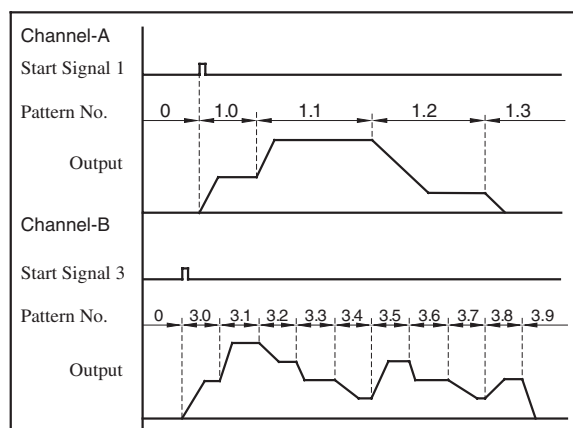 Channel-A
Start Signal 1
Pattern No. 0 1.0 1.1 1.2 1.3
Output
Channel-B
Start Signal 3
Pattern No. 0 3.0 3.1 3.2 3.3 3.4 3.5 3.6 3.7 3.8 3.9
Output